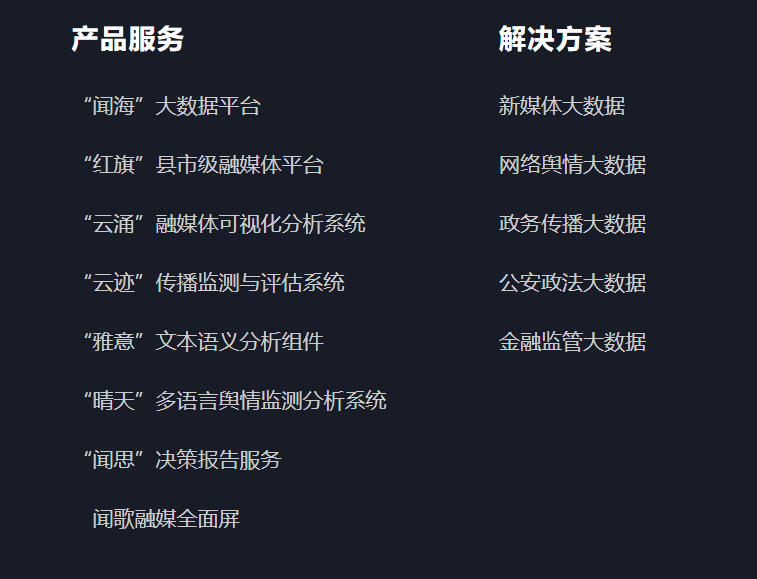 产品服务
“闻海”大数据平台
“红旗”县市级融媒体平台
“云涌”融媒体可视化分析系统
“云迹”传播监测与评估系统
“雅意”文本语义分析组件
“晴天”多语言舆情监测分析系统
“闻思”决策报告服务
闻歌融媒全面屏
解决方案
新媒体大数据
网络舆情大数据
政务传播大数据
公安政法大数据
金融监管大数据